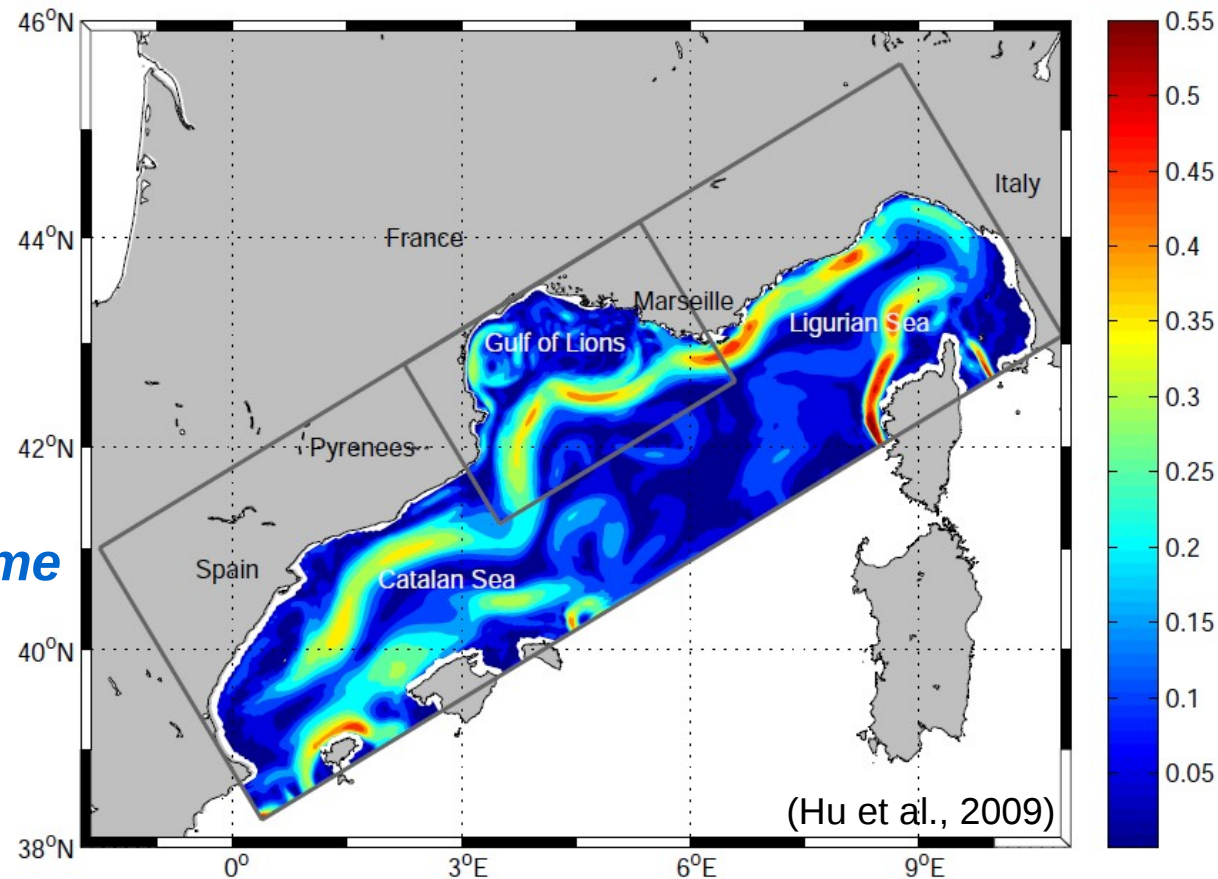 46°N
44°N
42°N
40°N
38°N
0°
3°E
6°E
9°E
Italy
France
Marseille
Gulf of Lions
Ligurian Sea
Pyrenees
Spain
Catalan Sea
me
(Hu et al., 2009)
0.55
0.5
0.45
0.4
0.35
0.3
0.25
0.2
0.15
0.1
0.05